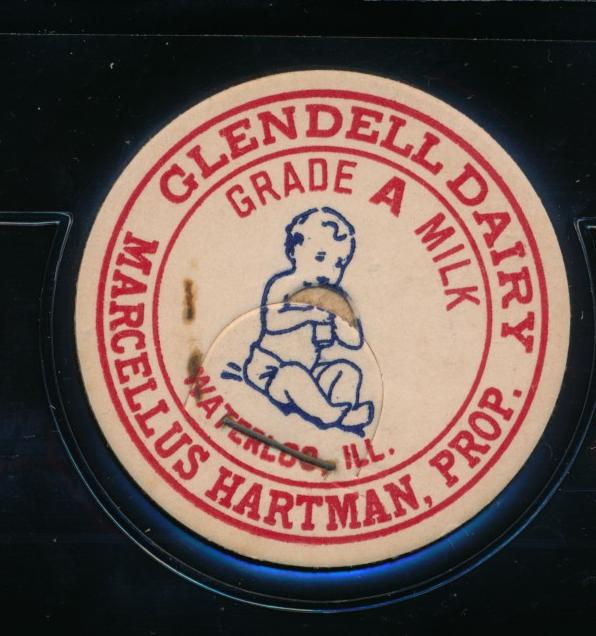 GLENDELL DAIRY
GRADE A MILK
WATERLOO, ILL.
MARCELLUS HARTMAN, PROP.